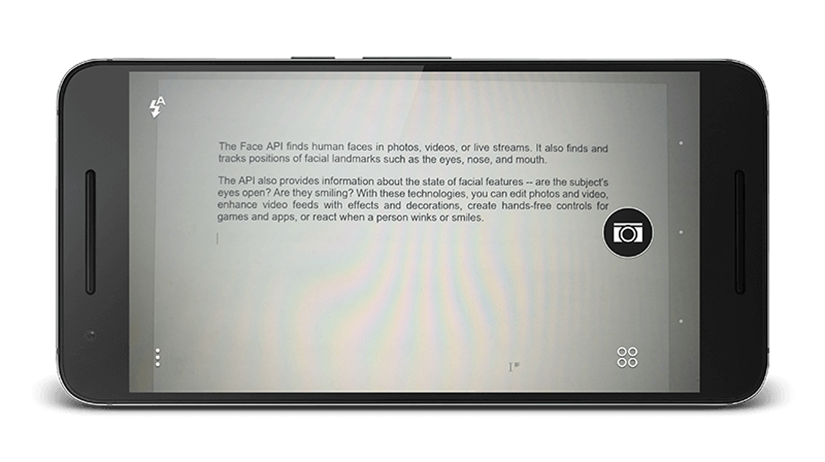 The Face API finds human faces in photos, videos, or live streams. It also finds and
tracks positions of facial landmarks such as the eyes, nose, and mouth.
The API also provides information about the state of facial features -- are the subject's
eyes open? Are they smiling? With these technologies, you can edit photos and video,
enhance video feeds with effects and decorations, create hands-free controls for
games and apps, or react when a person winks or smiles.
A